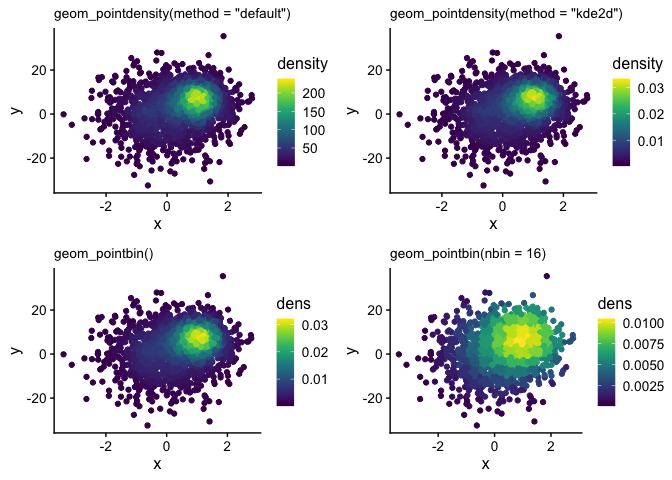 geom_pointdensity(method = "default")
density
200
150
100
50
20
0
-20
y
-2
0
2
x
geom_pointdensity(method = "kde2d")
density
0.03
0.02
0.01
20
0
-20
y
-2
0
2
x
geom_pointbin()
dens
0.03
0.02
0.01
20
0
-20
y
-2
0
2
x
geom_pointbin(nbin = 16)
dens
0.0100
0.0075
0.0050
0.0025
20
0
-20
y
-2
0
2
x